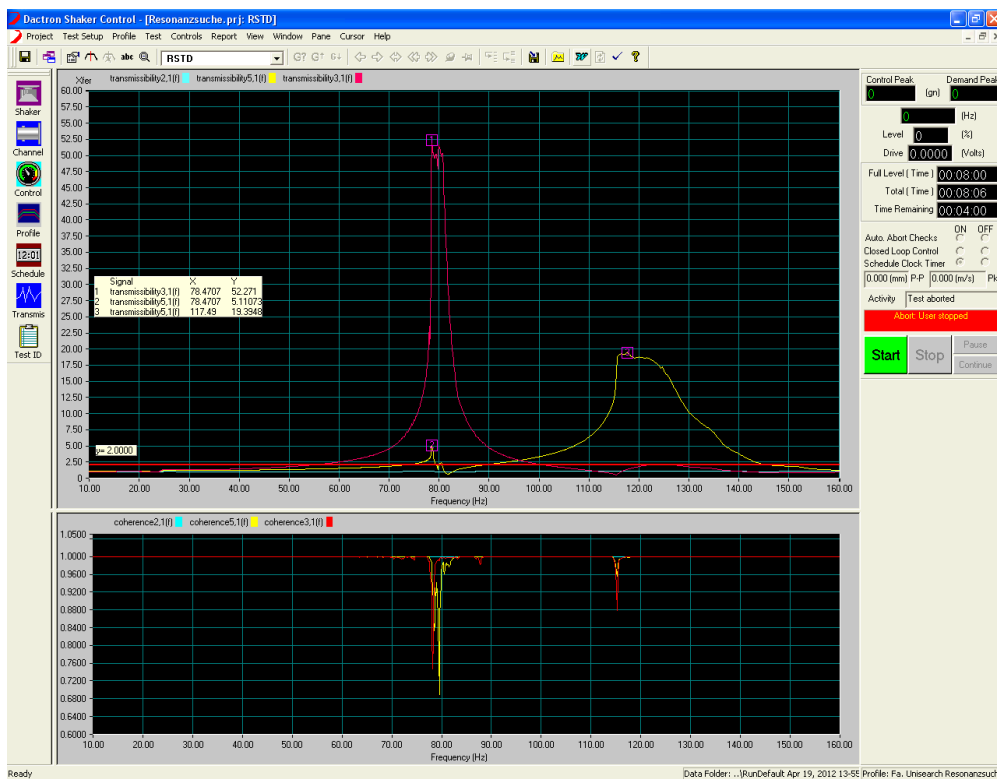 Dactron Shaker Control - [Resonanzsuche.prj: RSTD]
Project Test Setup Profile Test Controls Report View Window Pane Cursor Help
abc RSTD G?
Shaker
Channel
Control
Profile
12:01
Schedule
Transmis
Test ID
Xfer transmissibility2,1(f) transmissibility5,1(f) transmissibility3,1(f)
60.00
57.50
55.00
52.50
50.00
47.50
45.00
42.50
40.00
37.50
35.00
32.50
30.00
27.50
25.00
22.50
20.00
17.50
15.00
12.50
10.00
7.50
5.00
2.50
0
Signal X Y
1 transmissibility3,1(f) 78.4707 52.271
2 transmissibility5,1(f) 78.4707 5.11073
3 transmissibility5,1(f) 117.49 19.3948
y= 2.0000
10.00 20.00 30.00 40.00 50.00 60.00 70.00 80.00 90.00 100.00 110.00 120.00 130.00 140.00 150.00 160.00
Frequency (Hz)
coherence2,1(f) coherence5,1(f) coherence3,1(f)
1.0500
1.0000
0.9600
0.9200
0.8800
0.8400
0.8000
0.7600
0.7200
0.6800
0.6400
0.6000
10.00 20.00 30.00 40.00 50.00 60.00 70.00 80.00 90.00 100.00 110.00 120.00 130.00 140.00 150.00 160.00
Frequency (Hz)
Control Peak Demand Peak
0 (gn) 0
0 (Hz)
Level 0 (%)
Drive 0.0000 (Volts)
Full Level ( Time ) 00:08:00
Total ( Time ) 00:08:06
Time Remaining 00:04:00
ON OFF
Auto. Abort Checks
Closed Loop Control
Schedule Clock Timer
0.000 (mm) P-P 0.000 (m/s) Pk
Activity Test aborted
Abort: User stopped
Start Stop Pause
Continue
Ready Data Folder: ..\RunDefault Apr 19, 2012 13-55 Profile: Fa. Unisearch Resonanzsuch